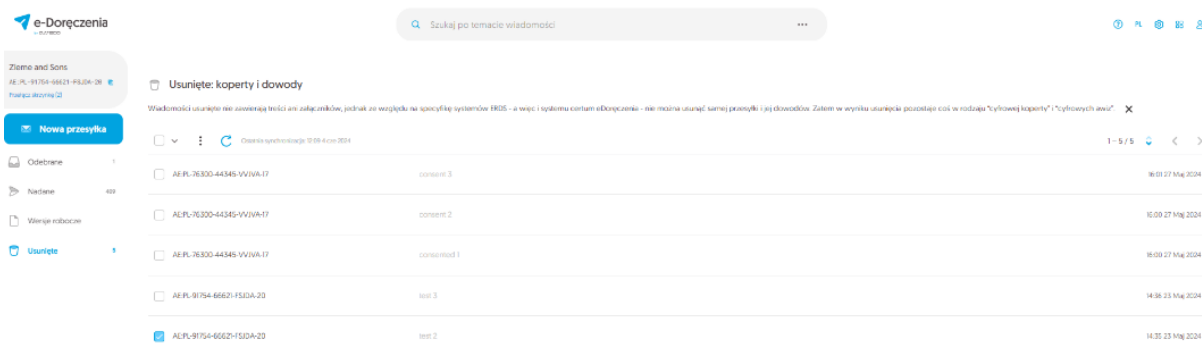 e-Doręczenia
Szukaj po temacie wiadomości
PL
Zieme and Sons
AE:PL-91754-66621-FSJDA-20
Nowa przesyłka
Odebrane 1
Nadane
Wersje robocze
Usunięte 5
Usunięte: koperty i dowody
Wiadomości usunięte nie zawierają treści ani załączników, jednak ze względu na specyfikę systemów ERDS - a więc i systemu certum eDoręczenia - nie można usunąć samej przesyłki i jej dowodów. Zatem w wyniku usunięcia pozostaje coś w rodzaju "cyfrowej koperty" i "cyfrowych awiz".
Ostatnia synchronizacja
1-5/5
AE:PL-76300-44345-VVJVA-17 consent 3 16:01 27 Maj 2024
AE:PL-76300-44345-VVJVA-17 consent 2 16:00 27 Maj 2024
AE:PL-76300-44345-VVJVA-17 16:00 27 Maj 2024
AE:PL-91754-66621-FSJDA-20 test 3 14:36 23 Maj 2024
AE:PL-91754-66621-FSJDA-20 test 2 14:35 23 Maj 2024